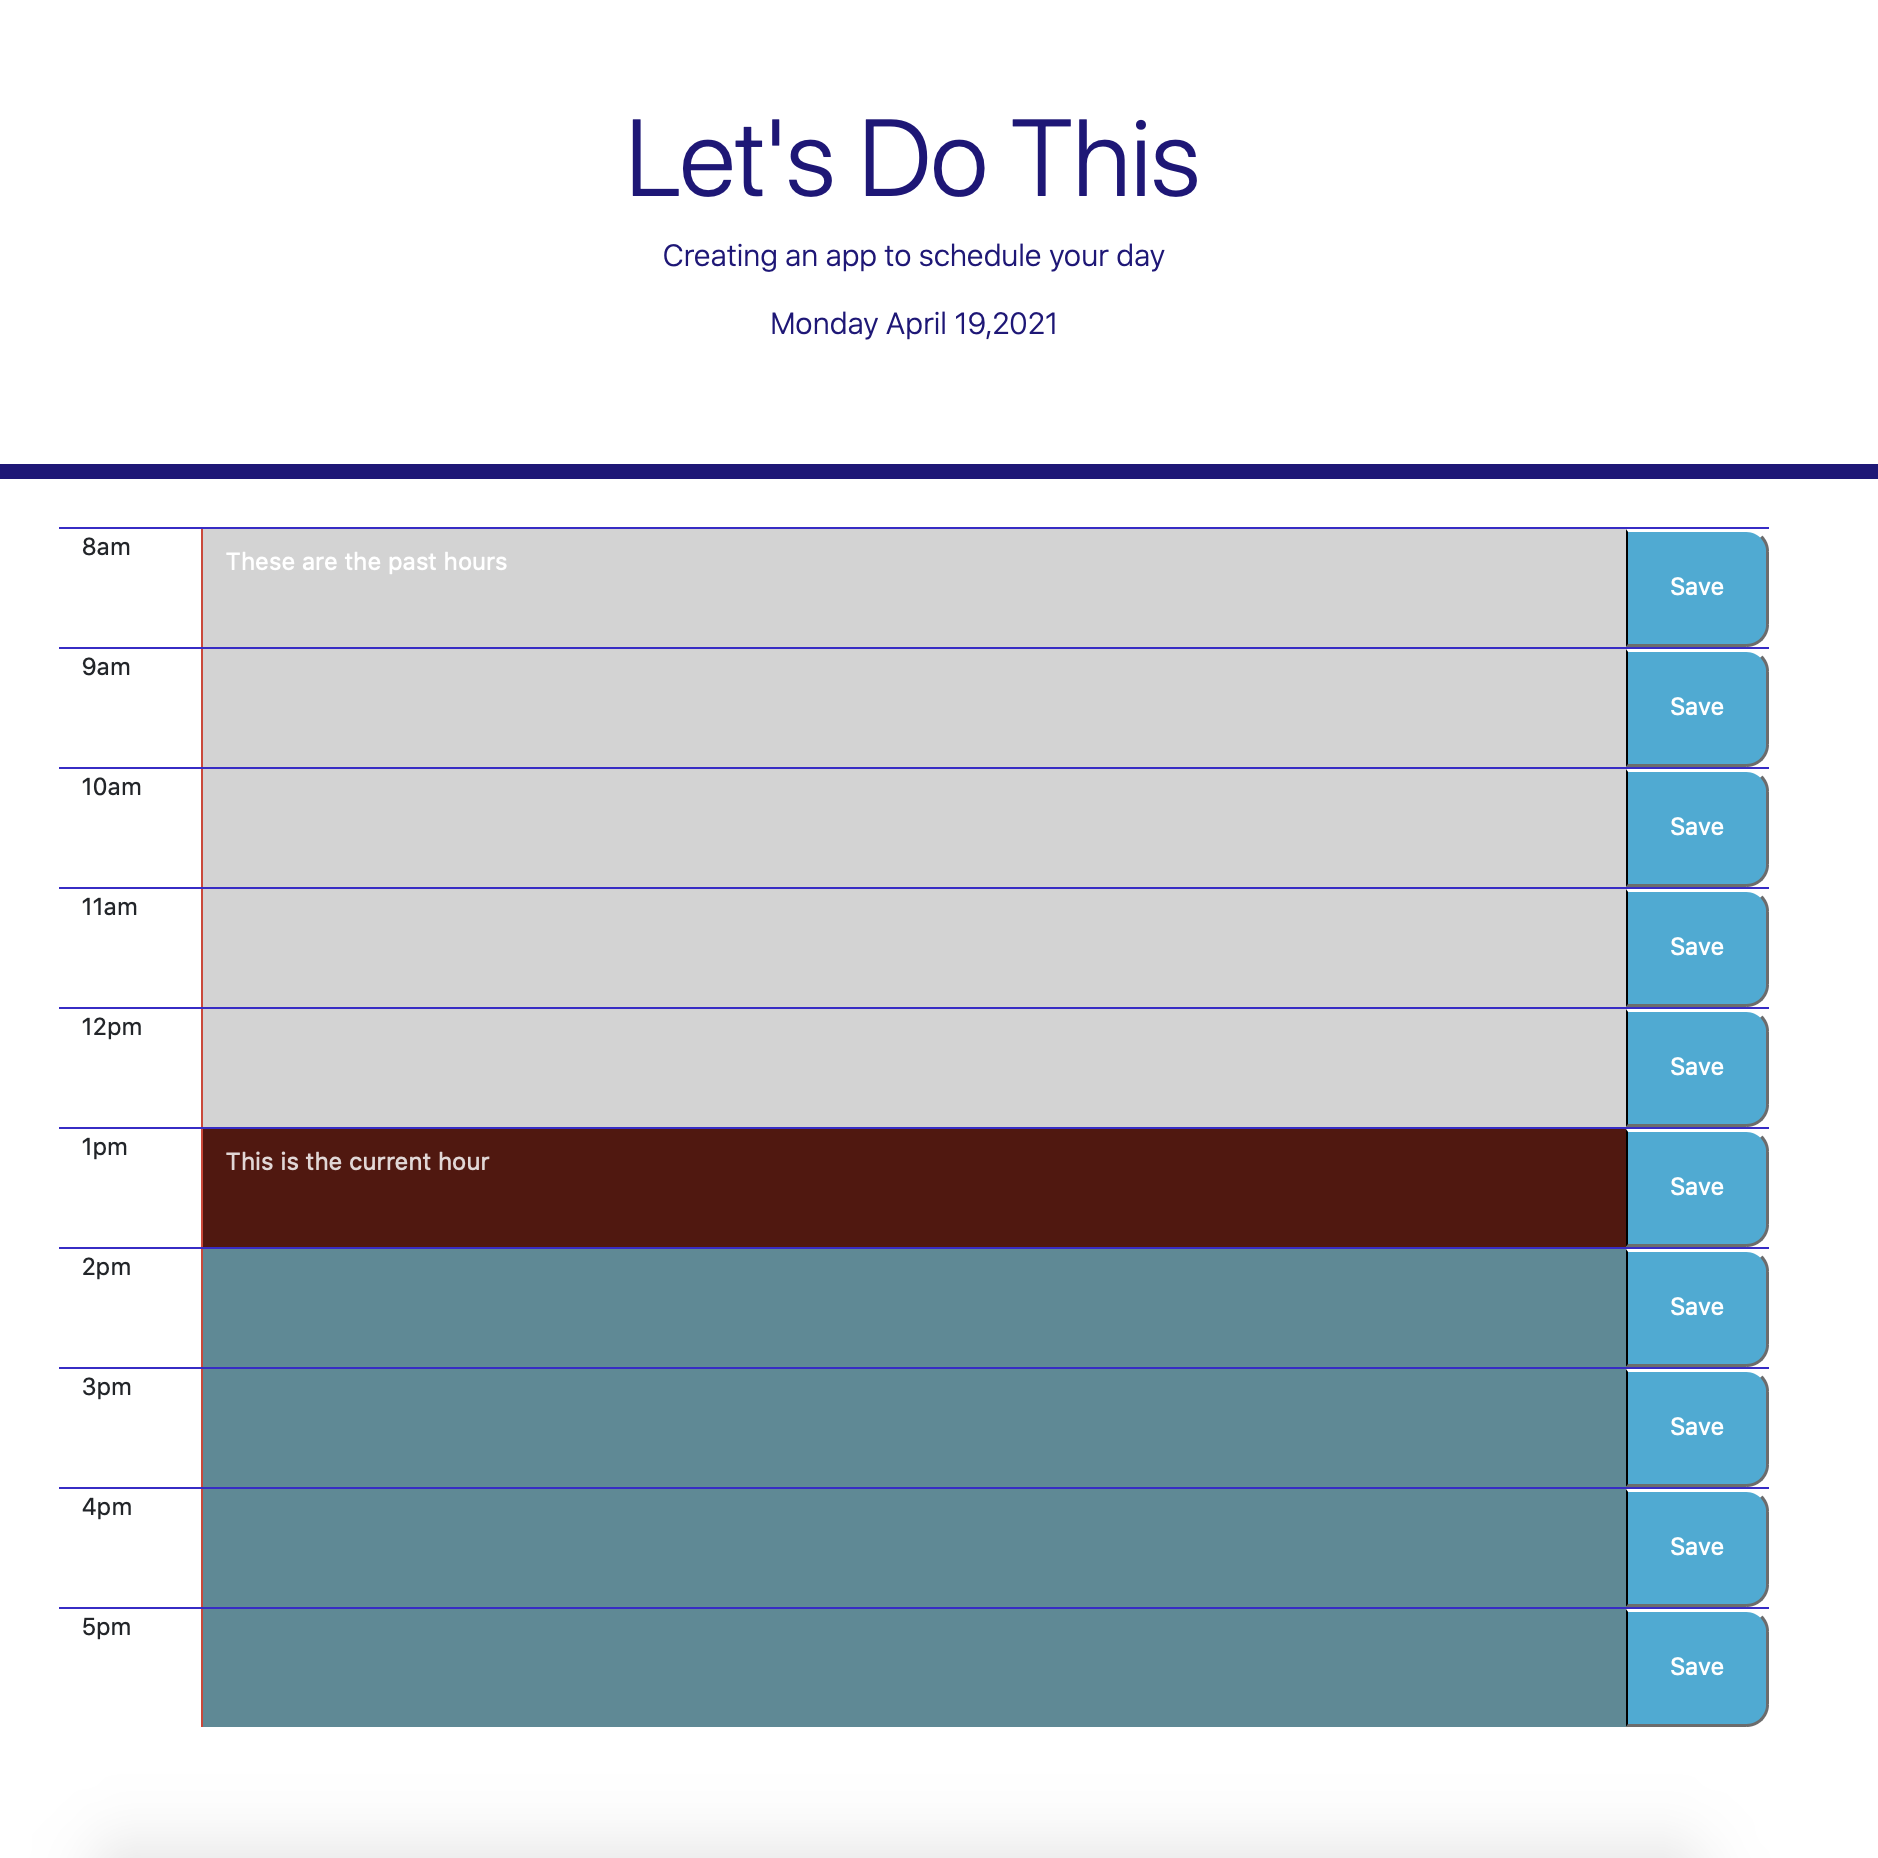 Let's Do This
Creating an app to schedule your day
Monday April 19,2021
8am
These are the past hours
Save
9am
Save
10am
Save
11am
Save
12pm
Save
1pm
This is the current hour
Save
2pm
Save
3pm
Save
4pm
Save
5pm
Save